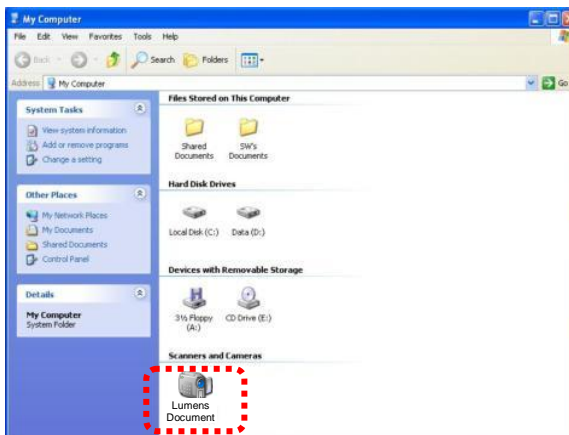 My Computer
File Edit View Favorites Tools Help
Back Search Folders
Address My Computer Go
System Tasks
View system information
Add or remove programs
Change a setting
Other Places
My Network Places
My Documents
Shared Documents
Control Panel
Details
My Computer
System Folder
Files Stored on This Computer
Shared Documents
SW's Documents
Hard Disk Drives
Local Disk (C:) Data (D:)
Devices with Removable Storage
3½ Floppy (A:)
CD Drive (E:)
Scanners and Cameras
Lumens
Document